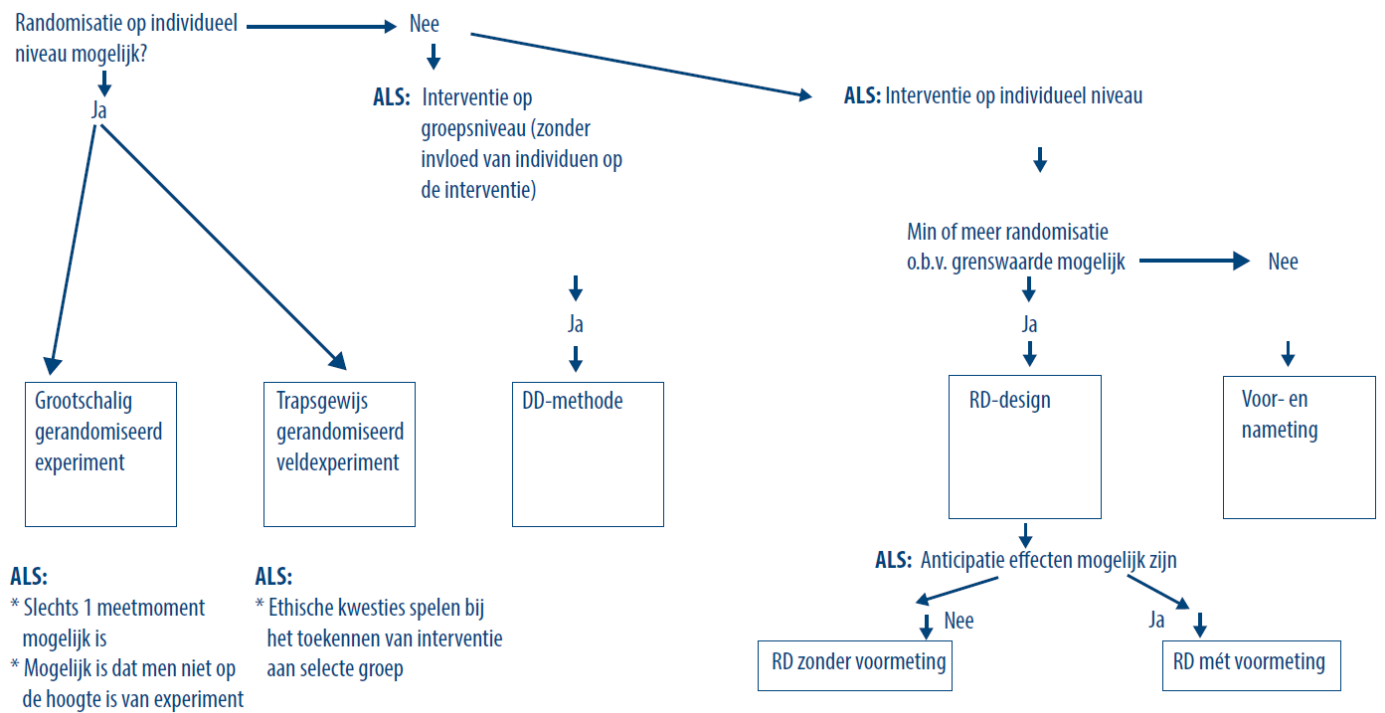 Randomisatie op individueel
niveau mogelijk?
Nee
Ja
ALS: Interventie op
groepsniveau (zonder
invloed van individuen op
de interventie)
ALS: Interventie op individueel niveau
Min of meer randomisatie
o.b.v. grenswaarde mogelijk
Nee
Ja
Ja
Grootschalig
gerandomiseerd
experiment
Trapsgewijs
gerandomiseerd
veldexperiment
DD-methode
RD-design
Voor- en
nameting
ALS:
* Slechts 1 meetmoment
mogelijk is
* Mogelijk is dat men niet op
de hoogte is van experiment
ALS:
* Ethische kwesties spelen bij
het toekennen van interventie
aan selecte groep
ALS: Anticipatie effecten mogelijk zijn
Nee
Ja
RD zonder voormeting
RD mét voormeting